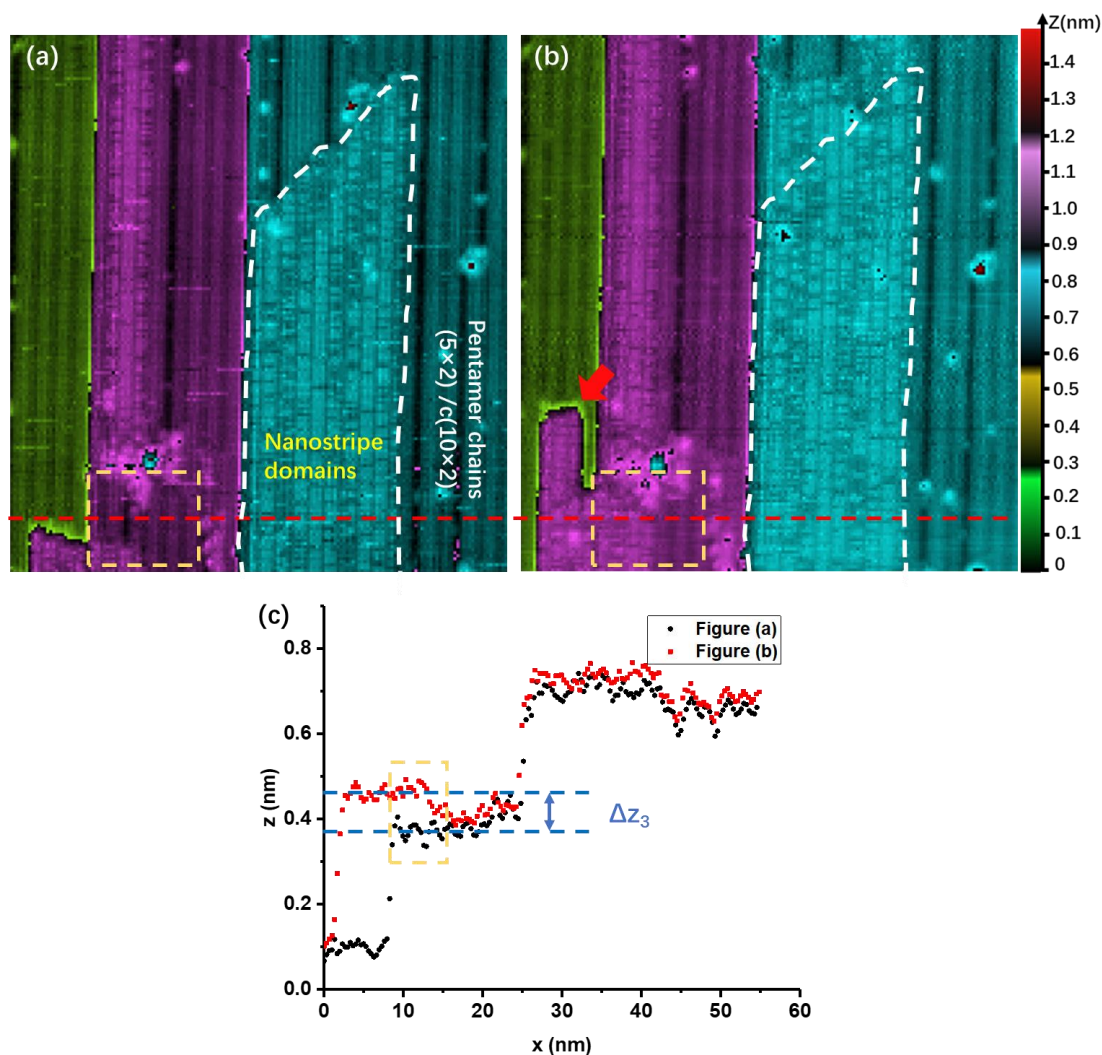 (a)
(b)
Z(nm)
1.4
1.3
1.2
1.1
1.0
0.9
0.8
0.7
0.6
0.5
0.4
0.3
0.2
0.1
0
Nanostripe
domains
Pentamer chains
(5×2) /c(10×2)
(c)
Figure (a)
Figure (b)
0.8
0.6
0.4
0.2
0.0
z (nm)
Δz₃
0
10
20
30
40
50
60
x (nm)